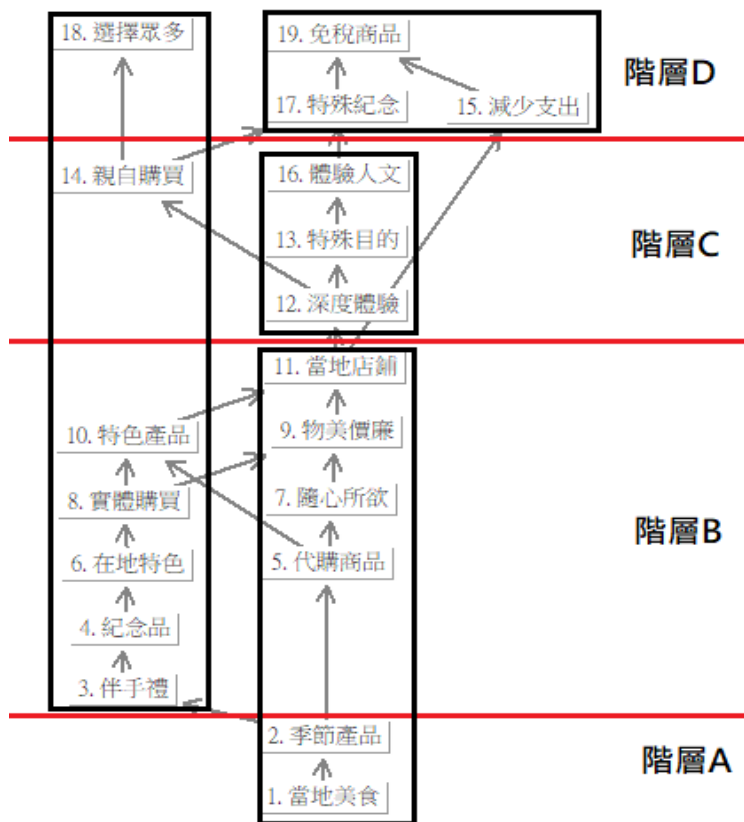 18. 選擇眾多
19. 免稅商品
階層D
17. 特殊紀念
15. 減少支出
14. 親自購買
16. 體驗人文
13. 特殊目的
階層C
12. 深度體驗
11. 當地店鋪
10. 特色產品
9. 物美價廉
8. 實體購買
7. 隨心所欲
階層B
6. 在地特色
5. 代購商品
4. 紀念品
3. 伴手禮
2. 季節產品
階層A
1. 當地美食